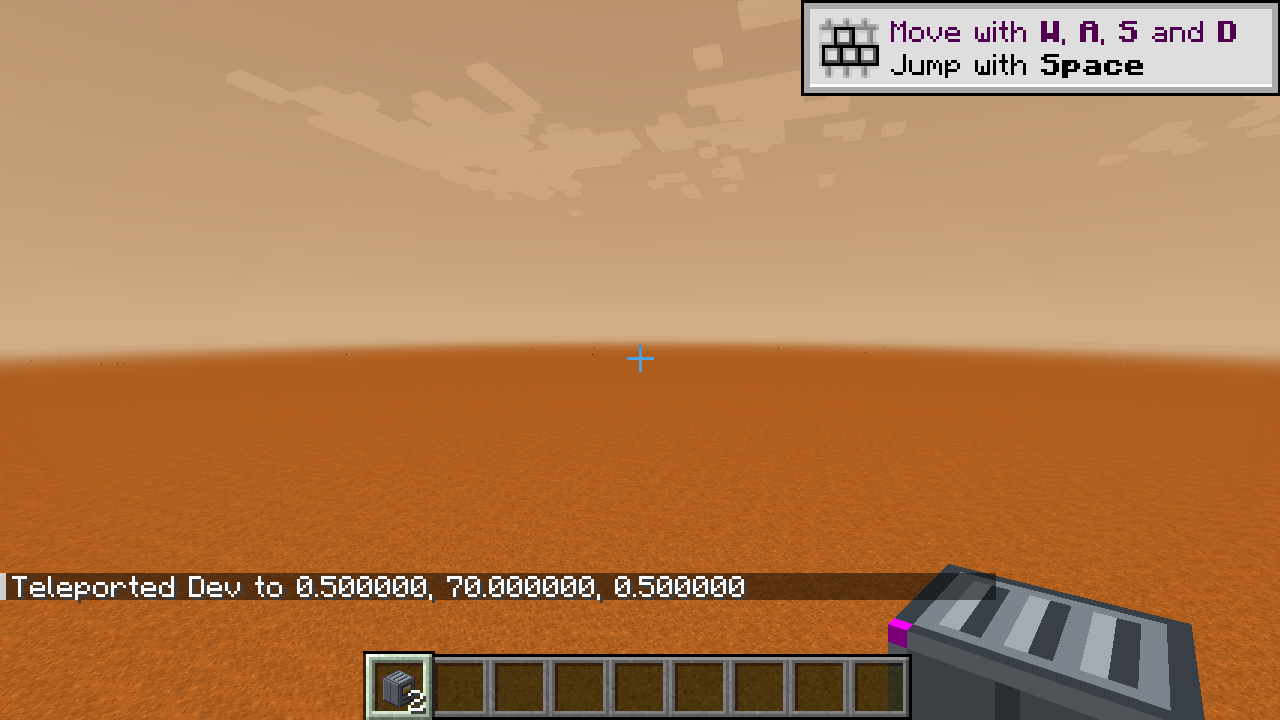 Move with W, A, S and D
Jump with Space
Teleported Dev to 0.500000, 70.000000, 0.500000
2